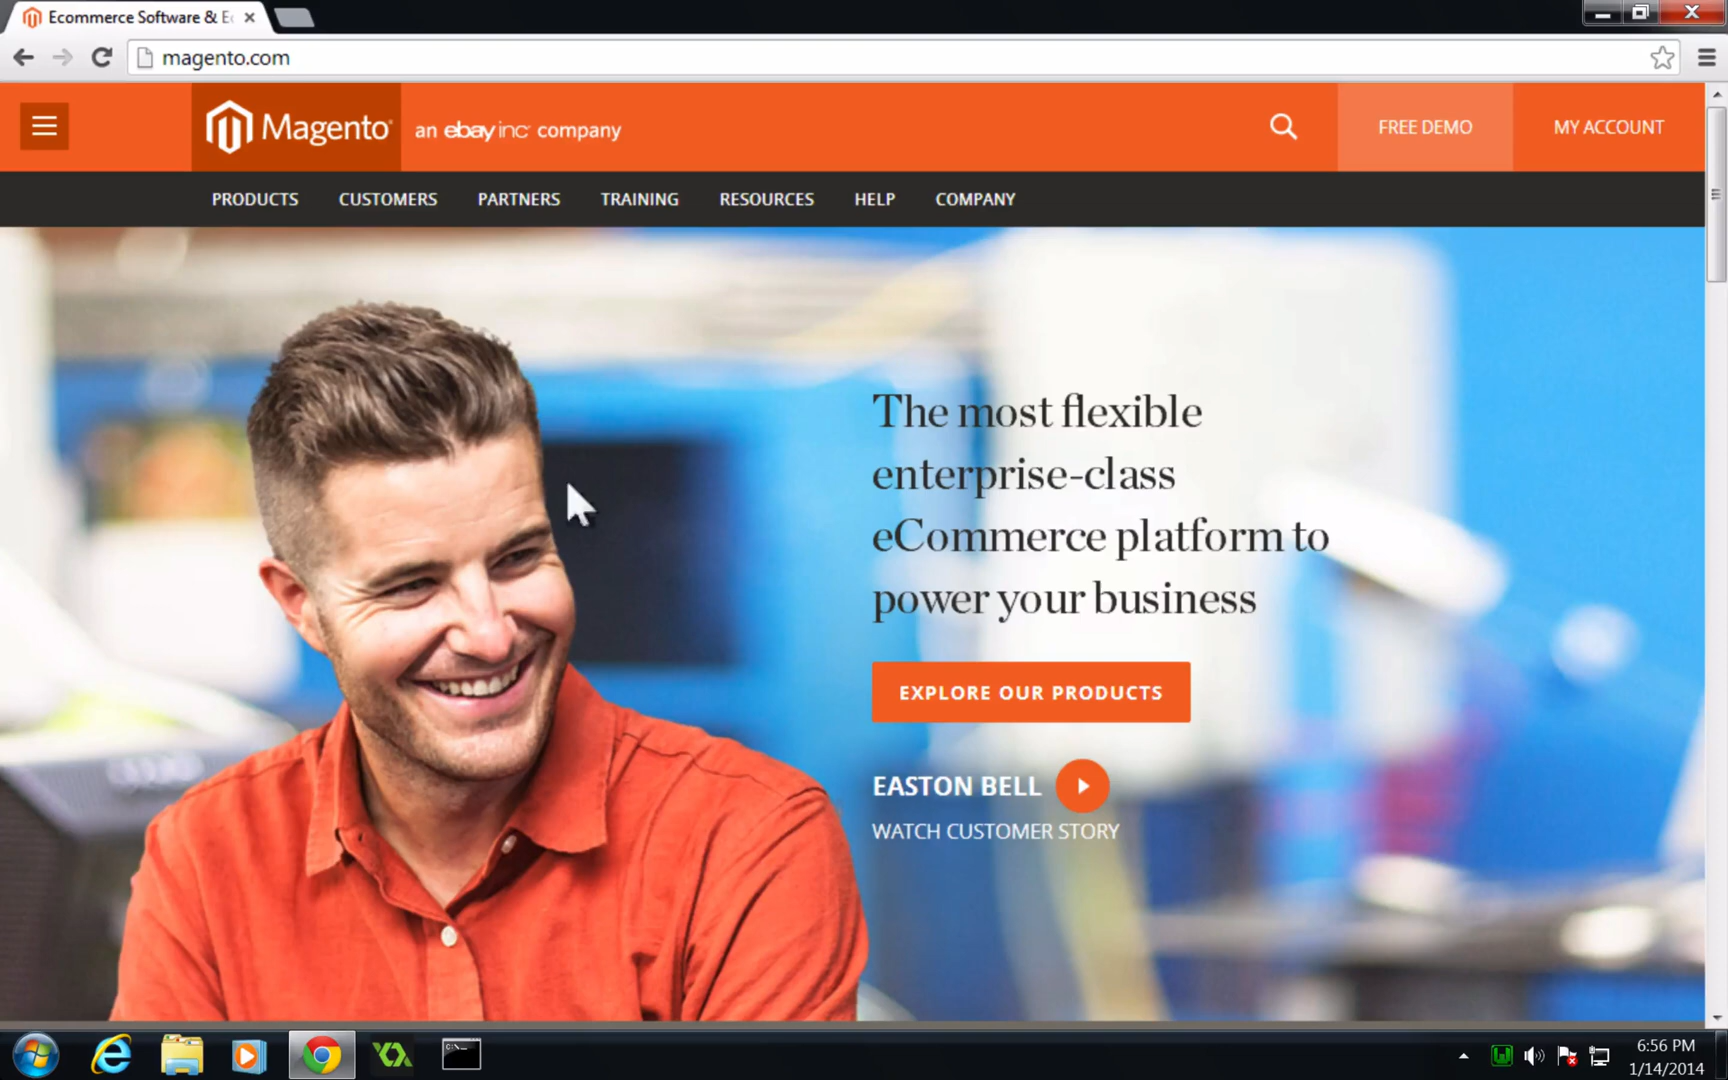 Ecommerce Software & Ec
magento.com
Magento
an ebay inc company
FREE DEMO
MY ACCOUNT
PRODUCTS
CUSTOMERS
PARTNERS
TRAINING
RESOURCES
HELP
COMPANY
The most flexible
enterprise-class
eCommerce platform to
power your business
EXPLORE OUR PRODUCTS
EASTON BELL
WATCH CUSTOMER STORY
6:56 PM
1/14/2014